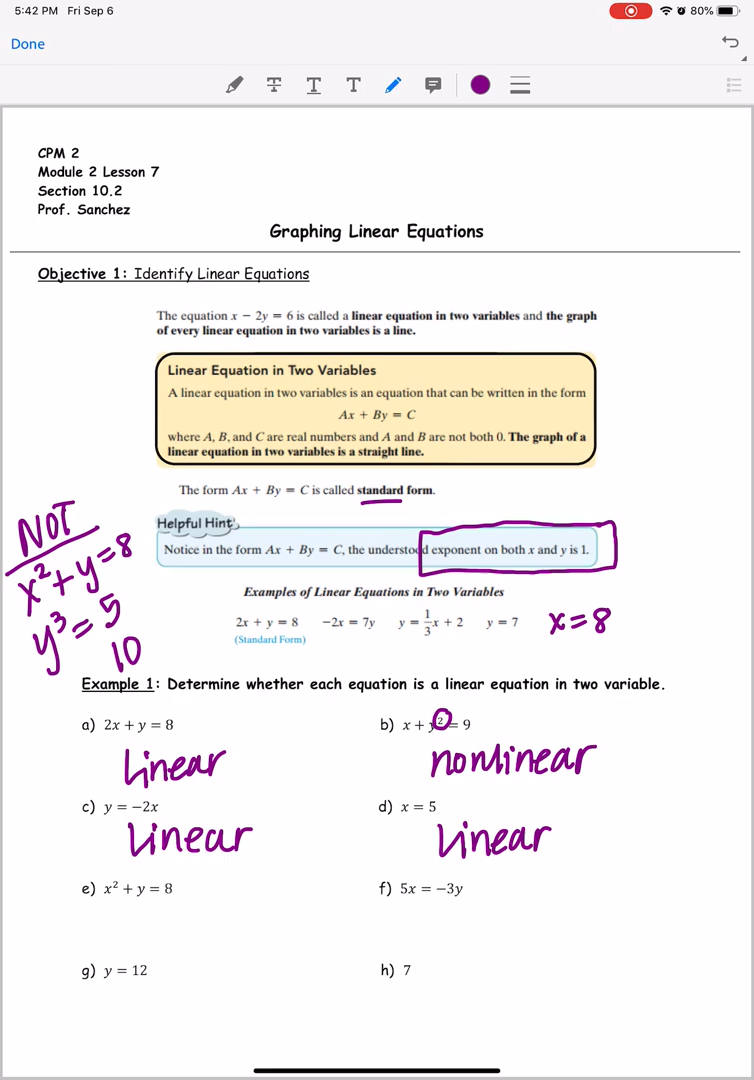 5:42 PM Fri Sep 6
80%
Done
CPM 2
Module 2 Lesson 7
Section 10.2
Prof. Sanchez
Graphing Linear Equations
Objective 1: Identify Linear Equations
The equation x − 2y = 6 is called a linear equation in two variables and the graph
of every linear equation in two variables is a line.
Linear Equation in Two Variables
A linear equation in two variables is an equation that can be written in the form
Ax + By = C
where A, B, and C are real numbers and A and B are not both 0. The graph of a
linear equation in two variables is a straight line.
The form Ax + By = C is called standard form.
Helpful Hint
Notice in the form Ax + By = C, the understood exponent on both x and y is 1.
NOT
x² + y = 8
y³ = 5
10
Examples of Linear Equations in Two Variables
2x + y = 8 −2x = 7y y = 1/3 x + 2 y = 7 x = 8
(Standard Form)
Example 1: Determine whether each equation is a linear equation in two variable.
a) 2x + y = 8 b) x + y² = 9
Linear nonlinear
c) y = −2x d) x = 5
Linear Linear
e) x² + y = 8 f) 5x = −3y
g) y = 12 h) 7